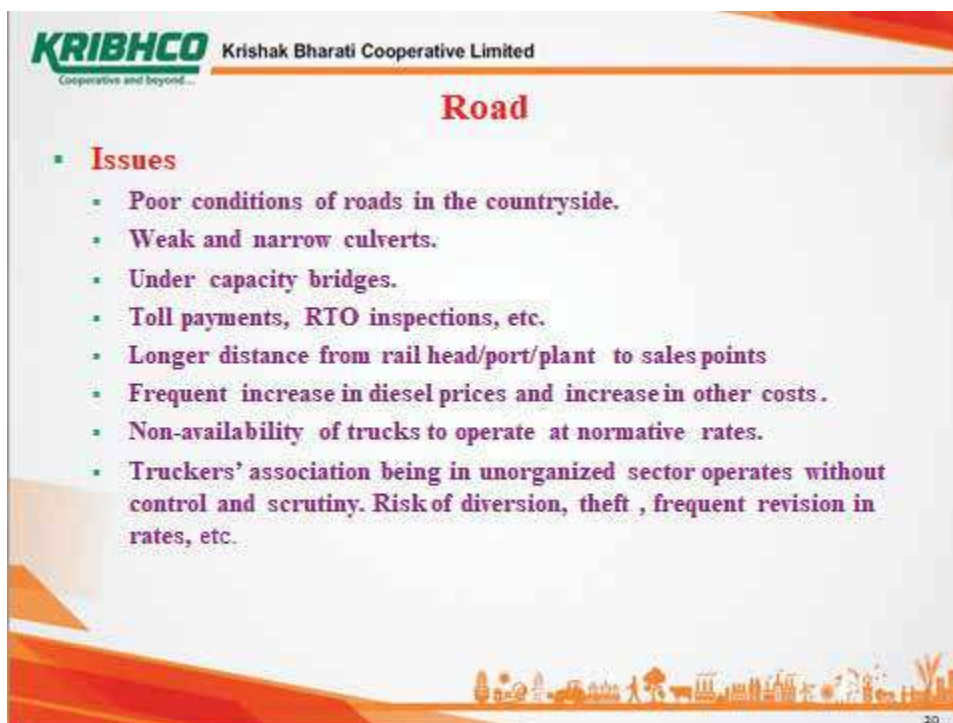 KRIBHCO Krishak Bharati Cooperative Limited
Cooperative and beyond...
Road
Issues
Poor conditions of roads in the countryside.
Weak and narrow culverts.
Under capacity bridges.
Toll payments, RTO inspections, etc.
Longer distance from rail head/port/plant to sales points
Frequent increase in diesel prices and increase in other costs.
Non-availability of trucks to operate at normative rates.
Truckers’ association being in unorganized sector operates without
control and scrutiny. Risk of diversion, theft , frequent revision in
rates, etc.